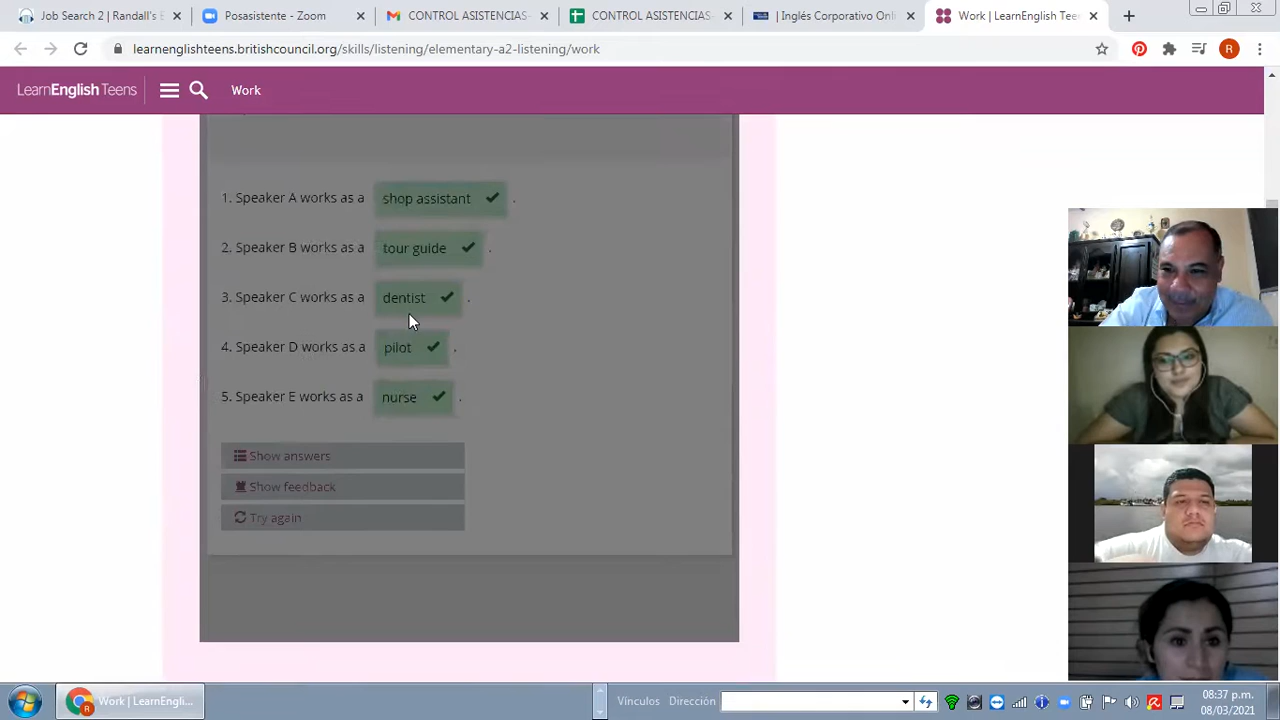 Job Search 2 | Randall's E
Posistente - Zoom
CONTROL ASISTENCIAS-
CONTROL ASISTENCIAS-
| Inglés Corporativo Onl
Work | LearnEnglish Tee
learnenglishteens.britishcouncil.org/skills/listening/elementary-a2-listening/work
R
LearnEnglish Teens
Work
1. Speaker A works as a shop assistant .
2. Speaker B works as a tour guide .
3. Speaker C works as a dentist .
4. Speaker D works as a pilot .
5. Speaker E works as a nurse .
Show answers
Show feedback
Try again
Work | LearnEngli...
Vínculos
Dirección
08:37 p.m.
08/03/2021